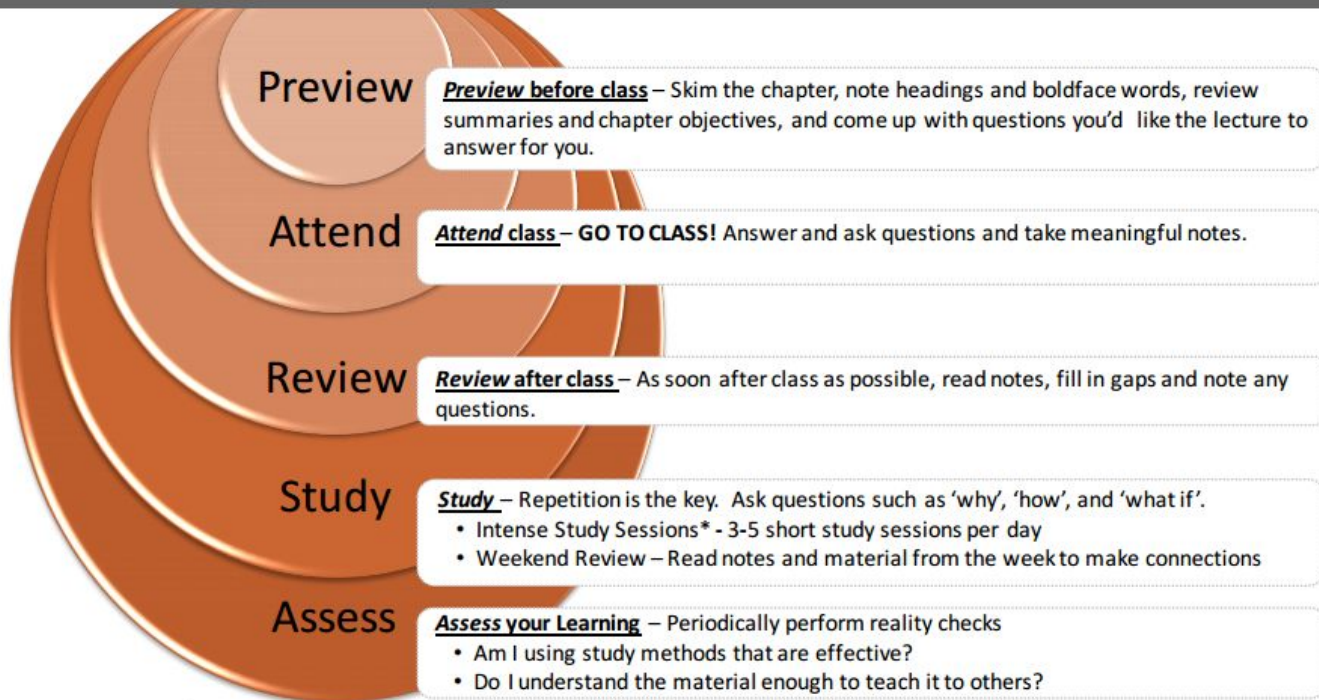 Preview
Preview before class – Skim the chapter, note headings and boldface words, review
summaries and chapter objectives, and come up with questions you'd like the lecture to
answer for you.
Attend
Attend class – GO TO CLASS! Answer and ask questions and take meaningful notes.
Review
Review after class – As soon after class as possible, read notes, fill in gaps and note any
questions.
Study
Study – Repetition is the key. Ask questions such as 'why', 'how', and 'what if'.
• Intense Study Sessions* - 3-5 short study sessions per day
• Weekend Review – Read notes and material from the week to make connections
Assess
Assess your Learning – Periodically perform reality checks
• Am I using study methods that are effective?
• Do I understand the material enough to teach it to others?